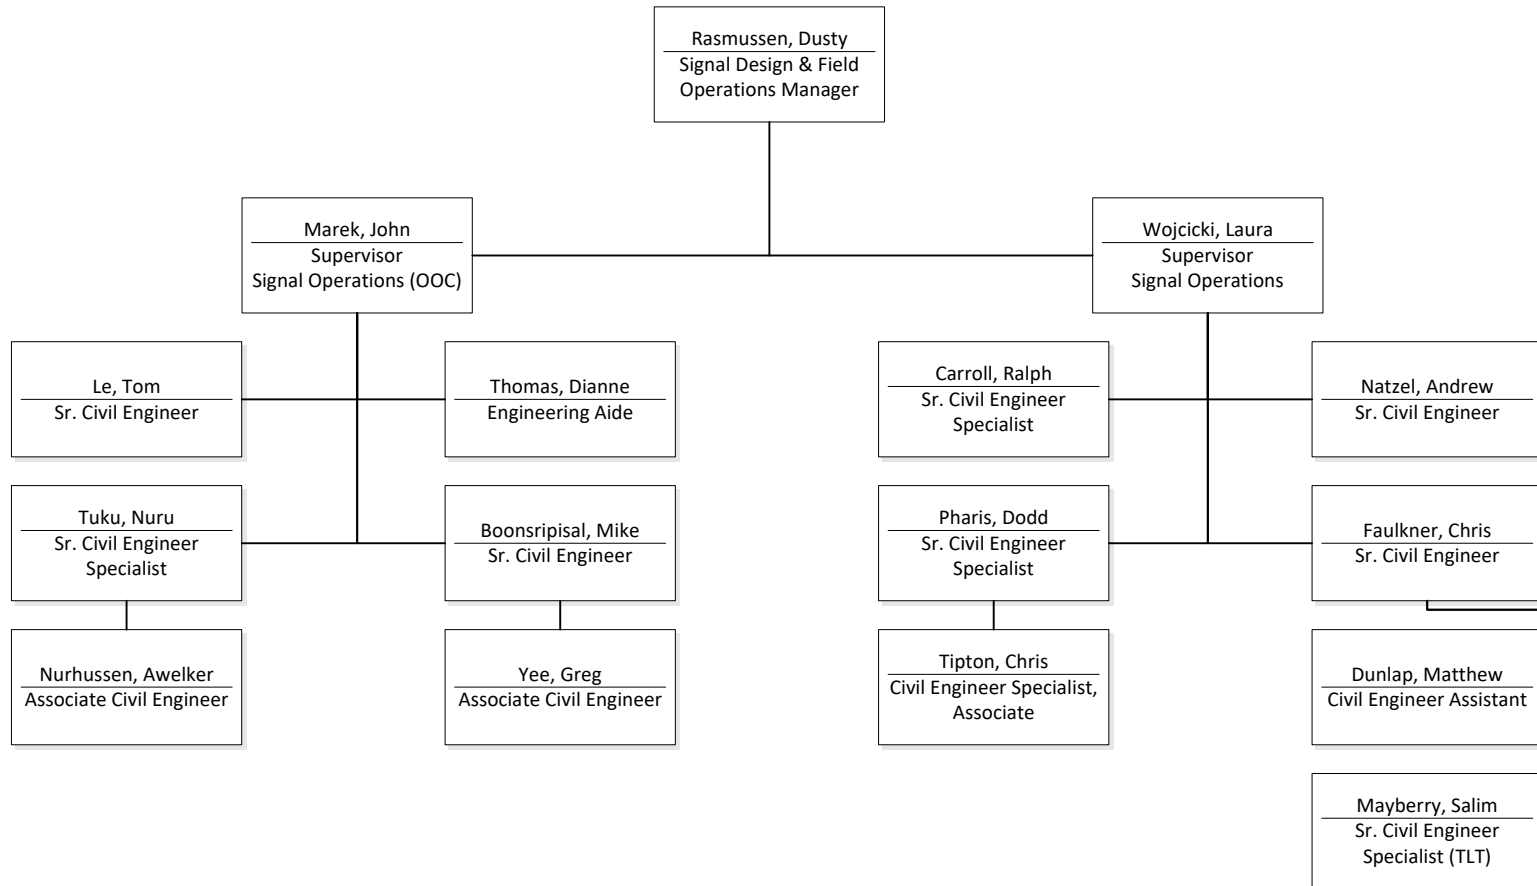 Rasmussen, Dusty
Signal Design & Field
Operations Manager
Marek, John
Supervisor
Signal Operations (OOC)
Wojcicki, Laura
Supervisor
Signal Operations
Le, Tom
Sr. Civil Engineer
Thomas, Dianne
Engineering Aide
Carroll, Ralph
Sr. Civil Engineer
Specialist
Natzel, Andrew
Sr. Civil Engineer
Tuku, Nuru
Sr. Civil Engineer
Specialist
Boonsripisal, Mike
Sr. Civil Engineer
Pharis, Dodd
Sr. Civil Engineer
Specialist
Faulkner, Chris
Sr. Civil Engineer
Nurhussen, Awelker
Associate Civil Engineer
Yee, Greg
Associate Civil Engineer
Tipton, Chris
Civil Engineer Specialist,
Associate
Dunlap, Matthew
Civil Engineer Assistant
Mayberry, Salim
Sr. Civil Engineer
Specialist (TLT)